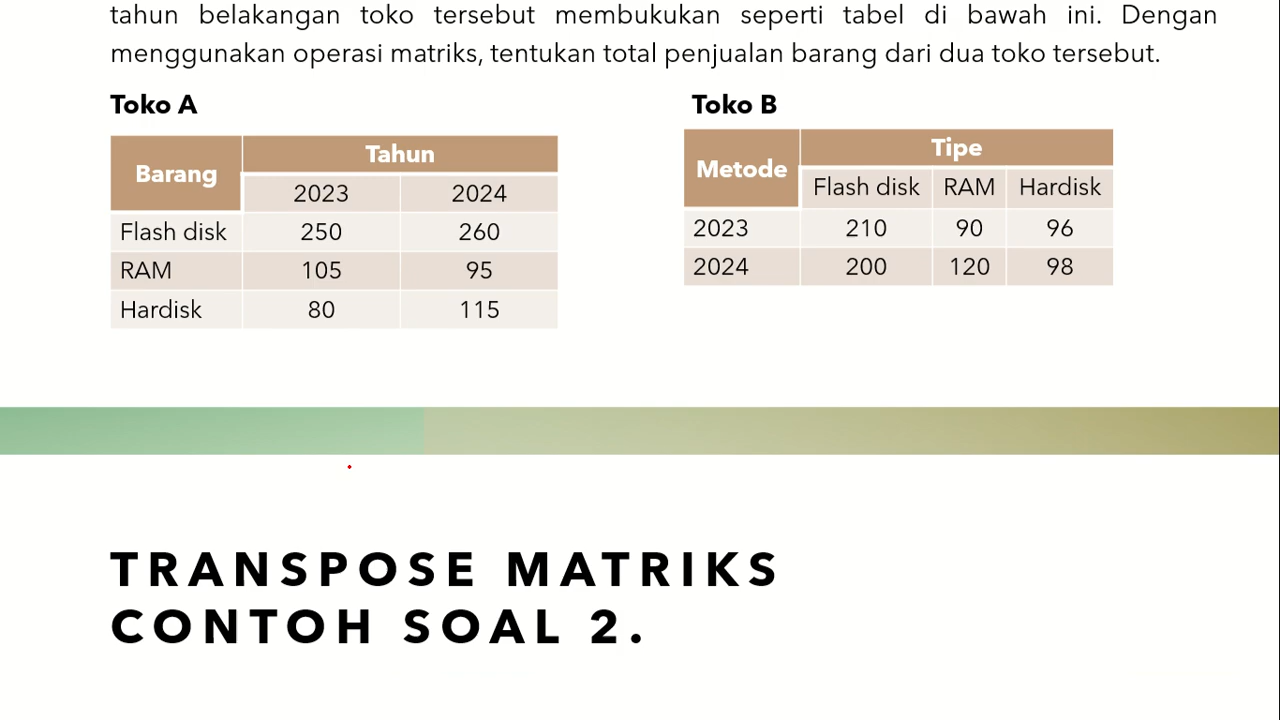 tahun belakangan toko tersebut membukukan seperti tabel di bawah ini. Dengan
menggunakan operasi matriks, tentukan total penjualan barang dari dua toko tersebut.
Toko A
Barang Tahun
2023 2024
Flash disk 250 260
RAM 105 95
Hardisk 80 115
Toko B
Metode Tipe
Flash disk RAM Hardisk
2023 210 90 96
2024 200 120 98
TRANSPOSE MATRIKS
CONTOH SOAL 2.